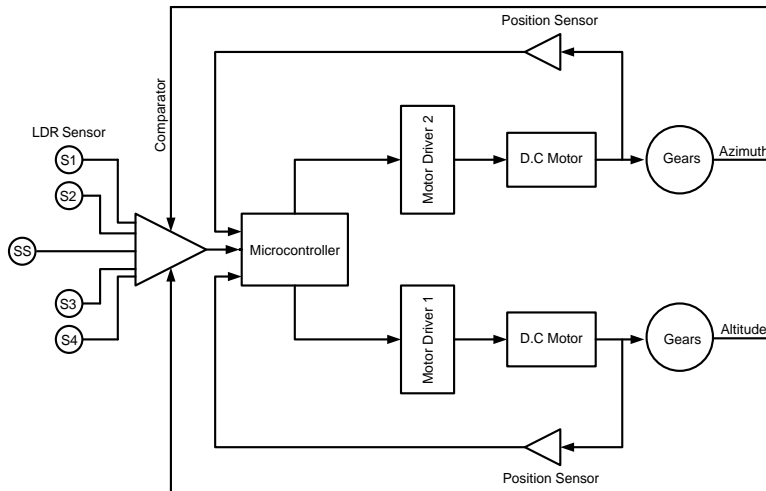 Position Sensor
Comparator
LDR Sensor
S1
S2
SS
S3
S4
Microcontroller
Motor Driver 2
D.C Motor
Gears
Azimuth
Motor Driver 1
D.C Motor
Gears
Altitude
Position Sensor